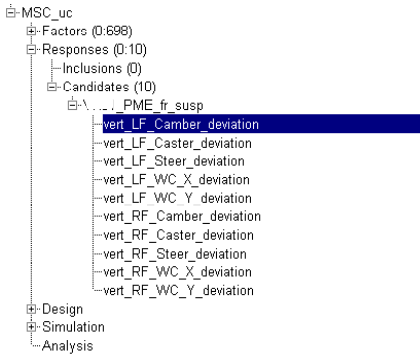 MSC_uc
Factors (0:698)
Responses (0:10)
Inclusions (0)
Candidates (10)
_PME_fr_susp
vert_LF_Camber_deviation
vert_LF_Caster_deviation
vert_LF_Steer_deviation
vert_LF_WC_X_deviation
vert_LF_WC_Y_deviation
vert_RF_Camber_deviation
vert_RF_Caster_deviation
vert_RF_Steer_deviation
vert_RF_WC_X_deviation
vert_RF_WC_Y_deviation
Design
Simulation
Analysis